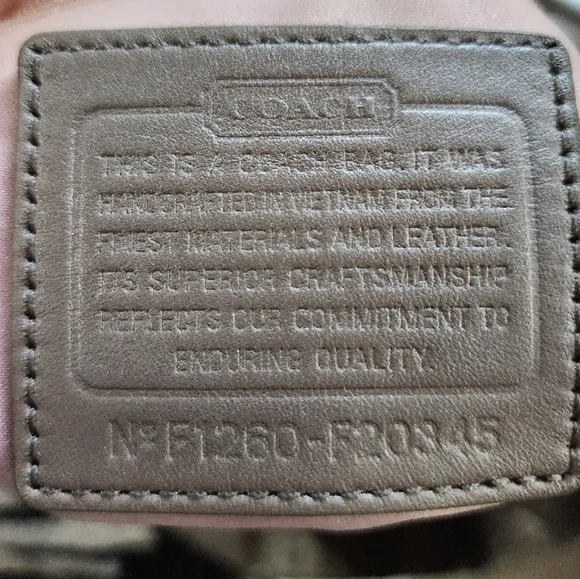 COACH
THIS IS A COACH BAG. IT WAS
HANDCRAFTED IN VIETNAM FROM THE
FINEST MATERIALS AND LEATHER.
ITS SUPERIOR CRAFTSMANSHIP
REFLECTS OUR COMMITMENT TO
ENDURING QUALITY.
Nº F1260-F20345